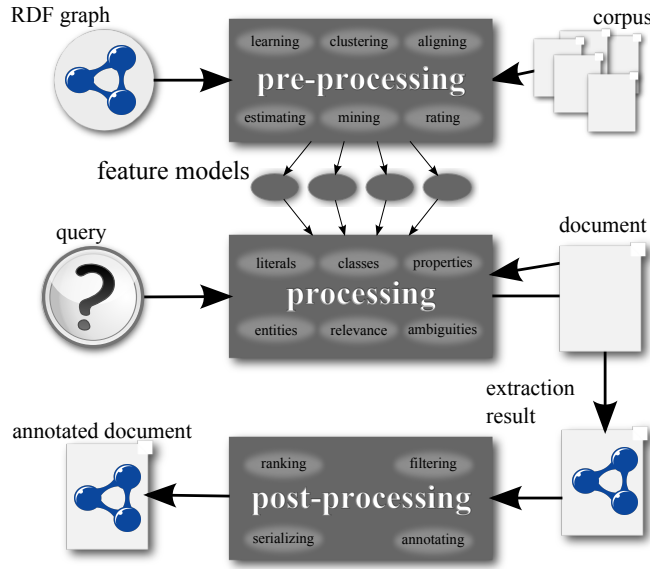 RDF graph
corpus
learning clustering aligning
pre-processing
estimating mining rating
feature models
query
document
literals classes properties
?
processing
entities relevance ambiguities
extraction
result
annotated document
ranking filtering
post-processing
serializing annotating